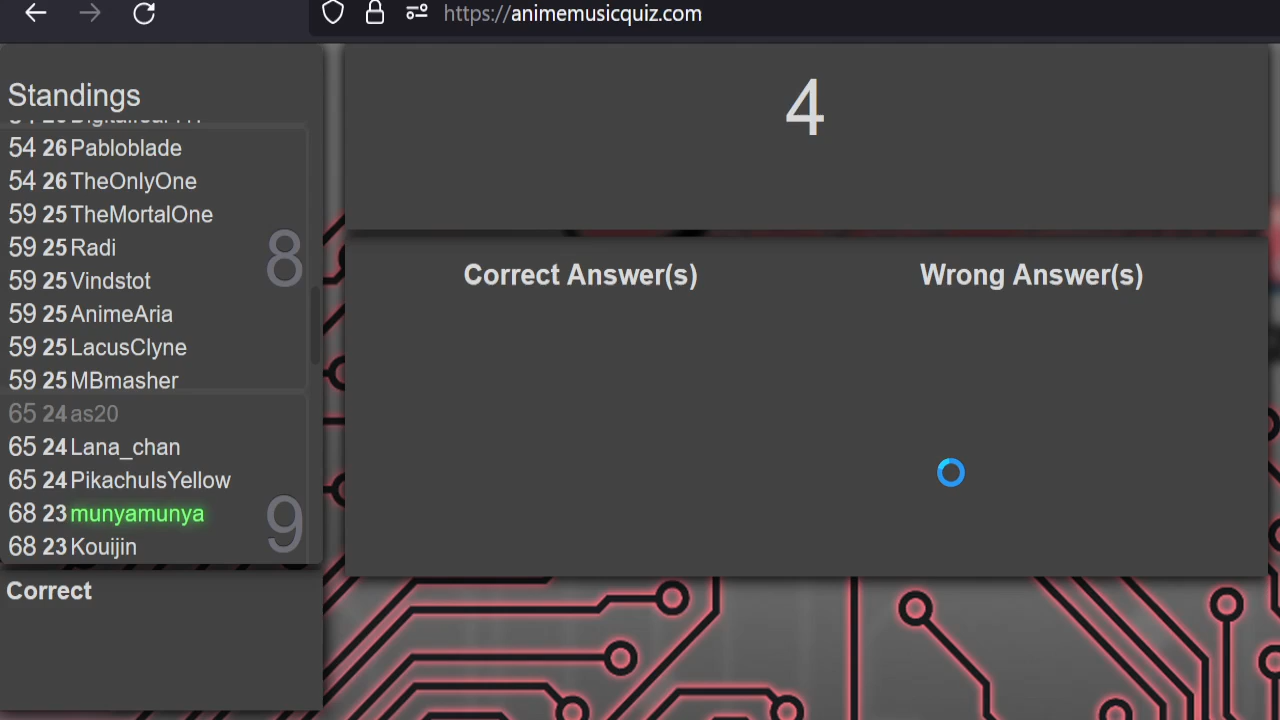 https://animemusicquiz.com
4
Standings
54 26 Pabloblade
54 26 TheOnlyOne
59 25 TheMortalOne
59 25 Radi
8
59 25 Vindstot
59 25 AnimeAria
59 25 LacusClyne
59 25 MBmasher
65 24 as20
65 24 Lana_chan
65 24 PikachuIsYellow
68 23 munyamunya
9
68 23 Kouijin
Correct
Correct Answer(s)
Wrong Answer(s)